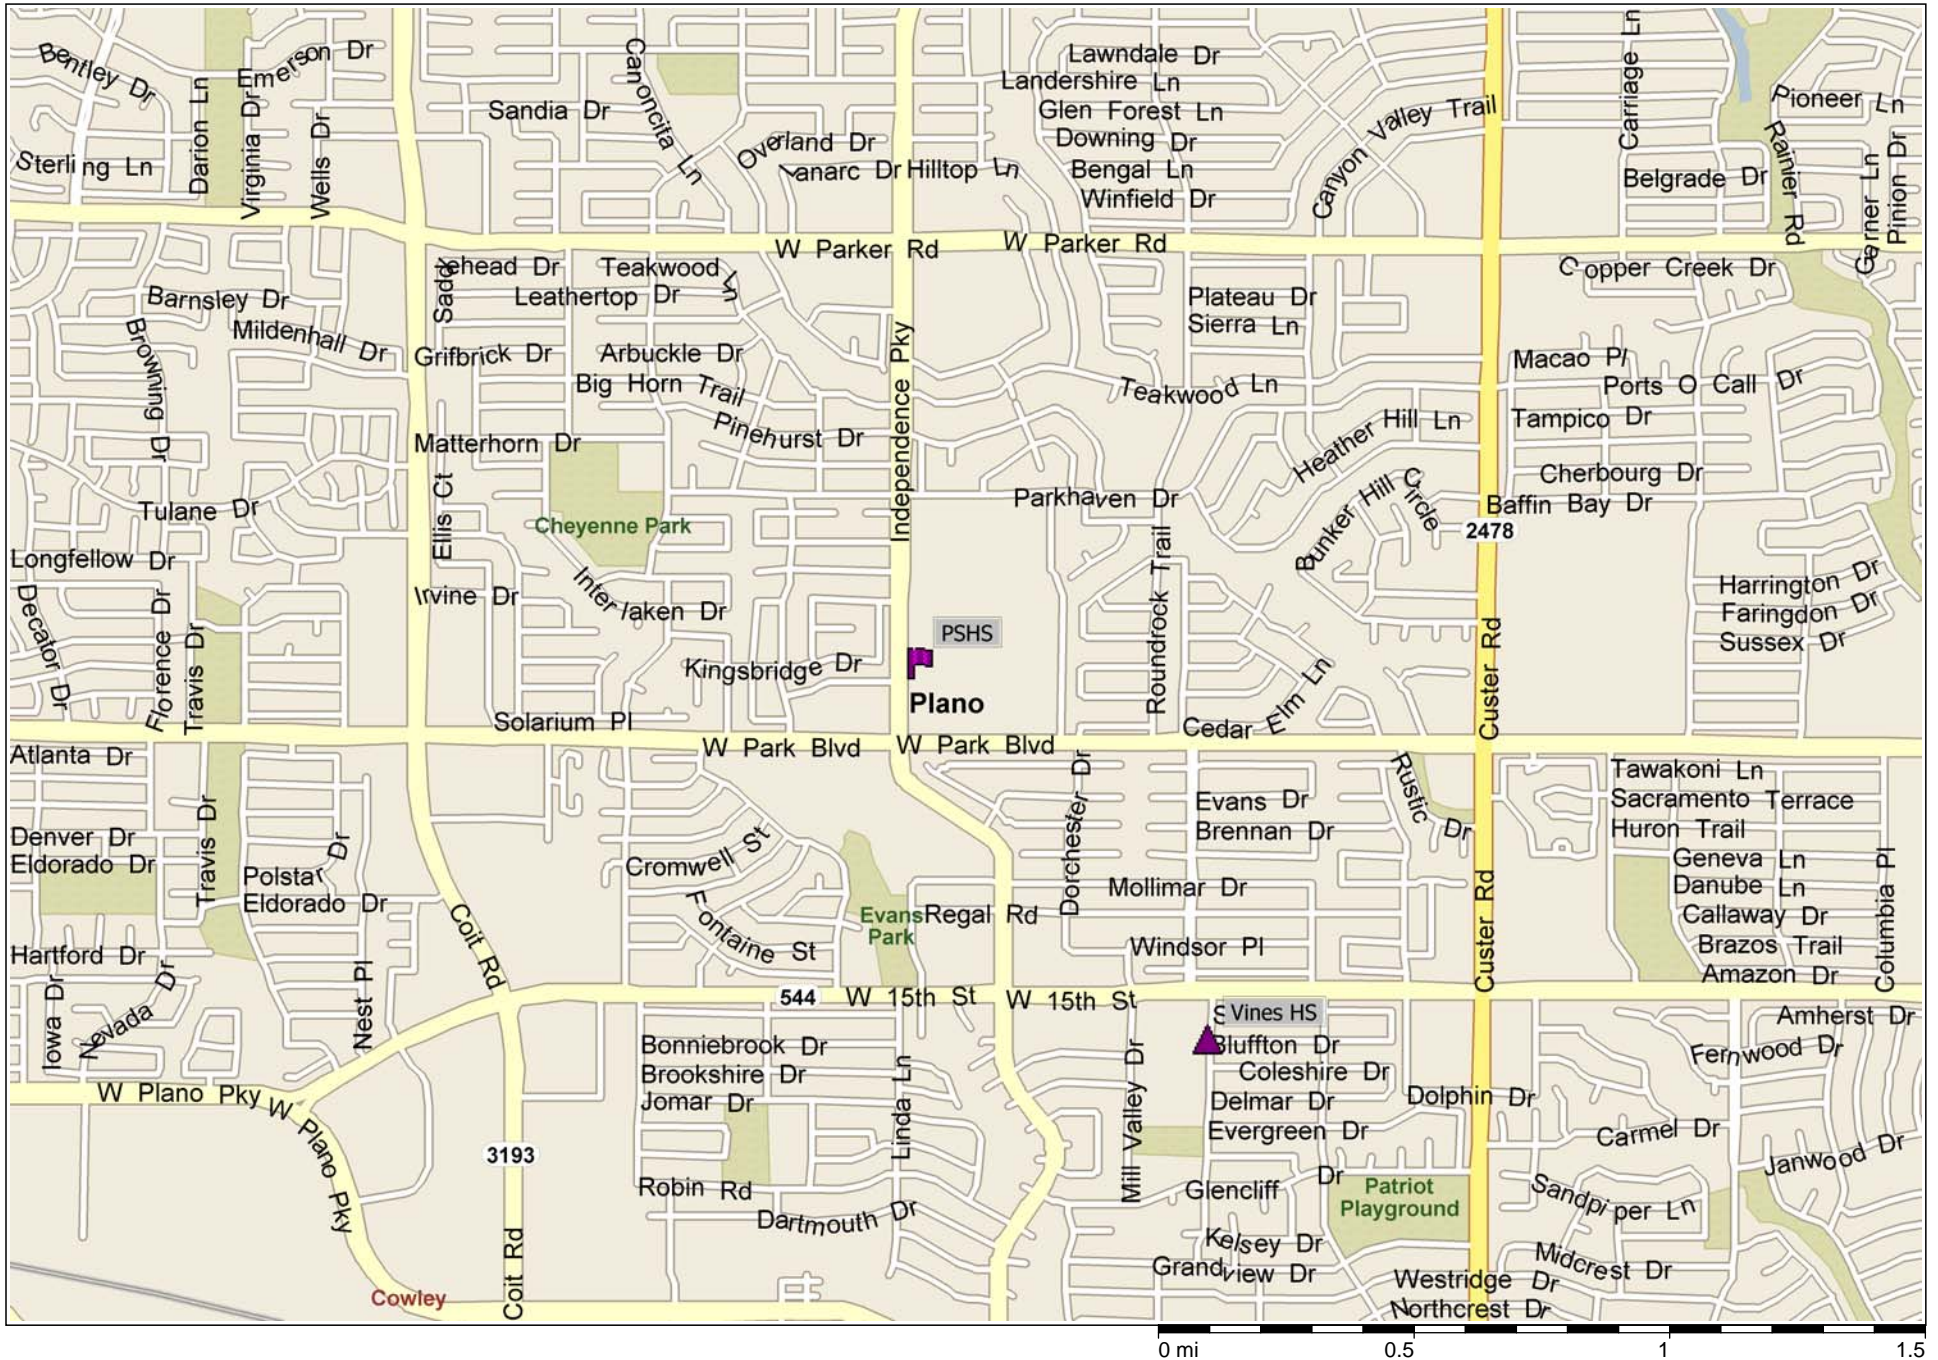 Bentley Dr
Emerson Dr
Darion Ln
Virginia Dr
Wells Dr
Sterling Ln
Sandia Dr
Canoncita Ln
Overland Dr
anarc Dr
Hilltop Ln
Lawndale Dr
Landershire Ln
Glen Forest Ln
Downing Dr
Bengal Ln
Winfield Dr
Canyon Valley Trail
Carriage Ln
Belgrade Dr
Pioneer Ln
Rainier Rd
Garner Ln
Pinion Dr
W Parker Rd
W Parker Rd
Saddlehead Dr
Teakwood Ln
Leathertop Dr
Barnsley Dr
Mildenhall Dr
Browning Dr
Grifbrick Dr
Arbuckle Dr
Big Horn Trail
Pinehurst Dr
Matterhorn Dr
Independence Pky
Plateau Dr
Sierra Ln
Teakwood Ln
Heather Hill Ln
Copper Creek Dr
Macao Pl
Ports O Call Dr
Tampico Dr
Cherbourg Dr
Baffin Bay Dr
2478
Tulane Dr
Ellis Ct
Cheyenne Park
Parkhaven Dr
Bunker Hill Circle
Longfellow Dr
Decator Dr
Florence Dr
Travis Dr
Irvine Dr
Interlaken Dr
Roundrock Trail
Harrington Dr
Faringdon Dr
Sussex Dr
PSHS
Kingsbridge Dr
Plano
Custer Rd
Cedar Elm Ln
Solarium Pl
W Park Blvd
W Park Blvd
Atlanta Dr
Dorchester Dr
Rustic Dr
Tawakoni Ln
Sacramento Terrace
Huron Trail
Geneva Ln
Danube Ln
Callaway Dr
Brazos Trail
Amazon Dr
Columbia Pl
Evans Dr
Brennan Dr
Denver Dr
Eldorado Dr
Travis Dr
Polstar Dr
Eldorado Dr
Cromwell St
Fontaine St
Evans
Park
Regal Rd
Mollimar Dr
Windsor Pl
Custer Rd
Coit Rd
Hartford Dr
Iowa Dr
Nevada Dr
Nest Pl
544
W 15th St
W 15th St
Vines HS
Bluffton Dr
Coleshire Dr
Delmar Dr
Evergreen Dr
Dolphin Dr
Amherst Dr
Fernwood Dr
Carmel Dr
Janwood Dr
Bonniebrook Dr
Brookshire Dr
Jomar Dr
Linda Ln
Mill Valley Dr
W Plano Pky
W Plano Pky
3193
Robin Rd
Dartmouth Dr
Glencliff Dr
Patriot
Playground
Sandpiper Ln
Kelsey Dr
Grandview Dr
Midcrest Dr
Westridge Dr
Northcrest Dr
Coit Rd
Cowley
0 mi 0.5 1 1.5